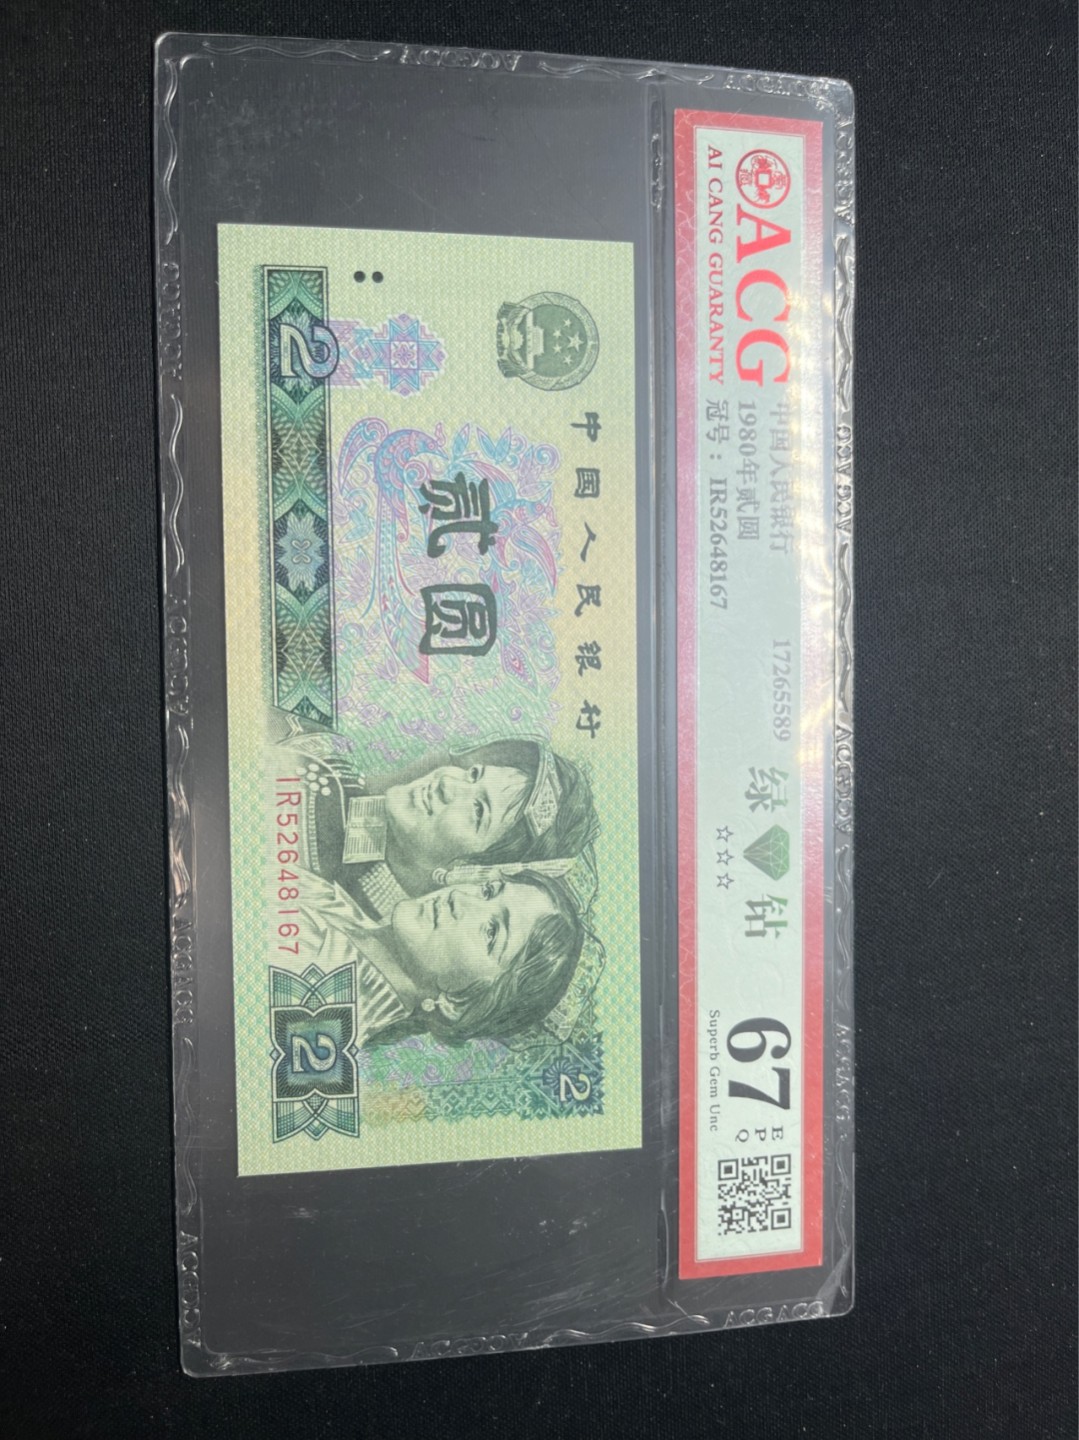 ACG
AI CANG GUARANTY
中国人民银行
1980年贰圆
冠号：IR52648167
17265589
绿 钻
☆☆☆
67
EPQ
Superb Gem Unc
中国人民银行
贰圆
2
IR52648167
2
2